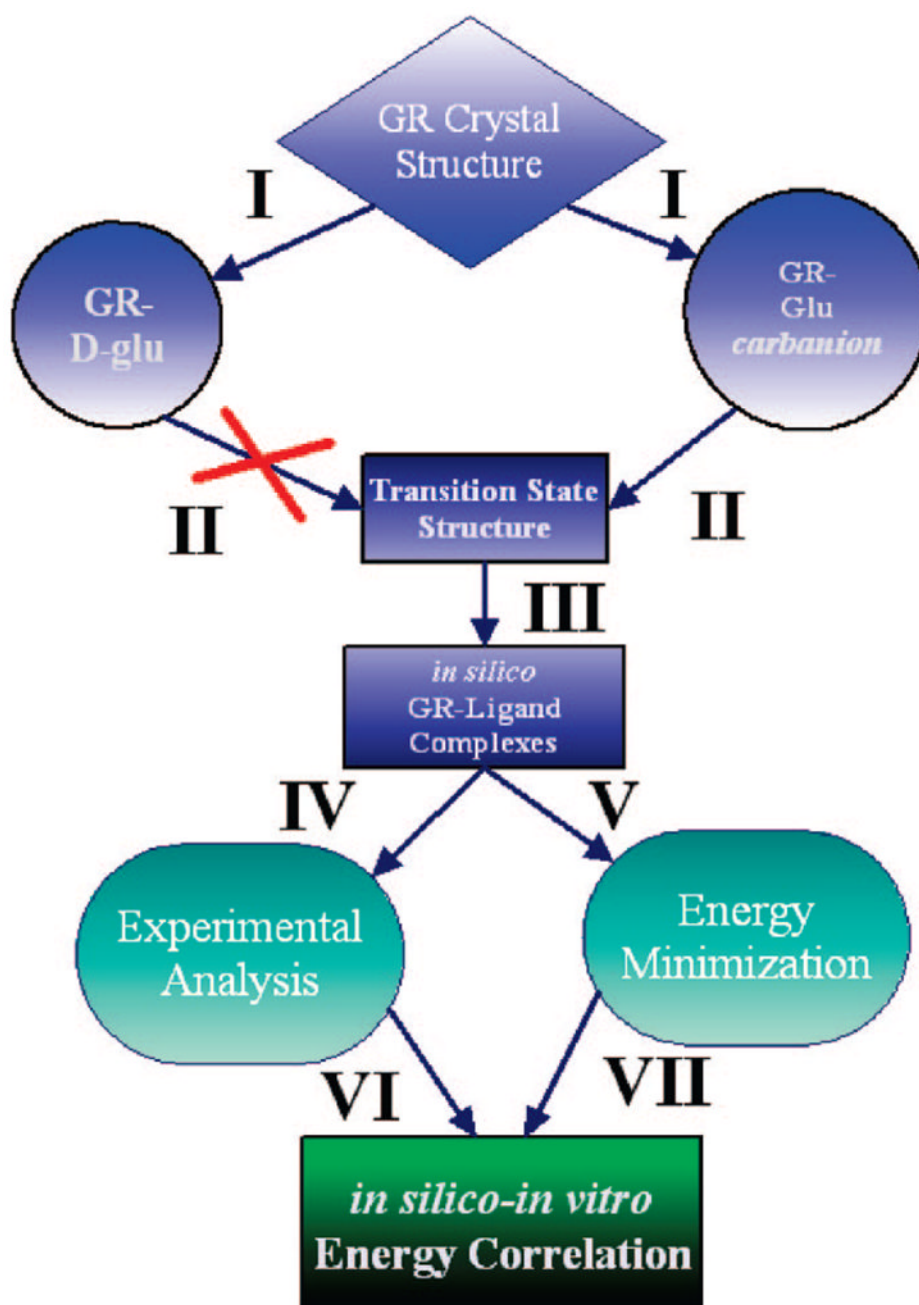 GR Crystal
Structure
I
I
GR-
D-glu
GR-
Glu
carbanion
II
Transition State
Structure
II
III
in silico
GR-Ligand
Complexes
IV
V
Experimental
Analysis
Energy
Minimization
VI
VII
in silico-in vitro
Energy Correlation